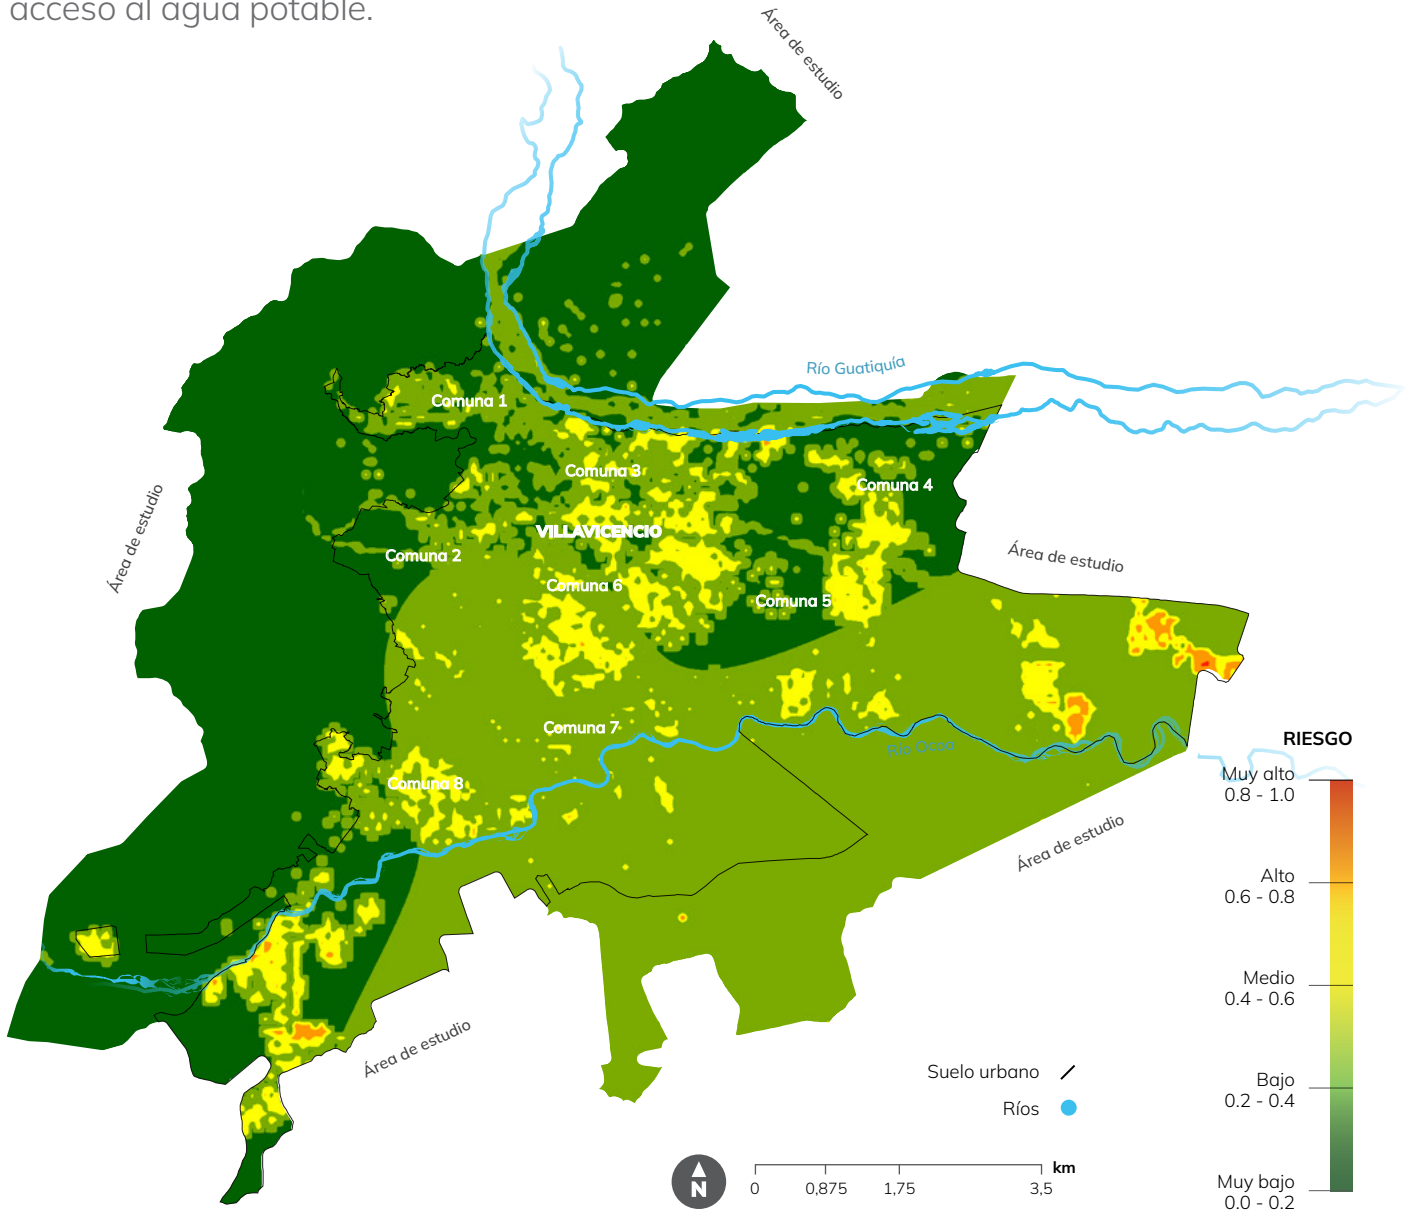 acceso al agua potable.
Área de estudio
Río Guatiquía
Comuna 1
Comuna 3
Comuna 4
Área de estudio
VILLAVICENCIO
Comuna 2
Área de estudio
Comuna 6
Comuna 5
Comuna 7
Río Ocoa
RIESGO
Comuna 8
Muy alto
0.8 - 1.0
Área de estudio
Alto
0.6 - 0.8
Medio
0.4 - 0.6
Área de estudio
Suelo urbano
Ríos
Bajo
0.2 - 0.4
N
km
0 0,875 1,75 3,5
Muy bajo
0.0 - 0.2